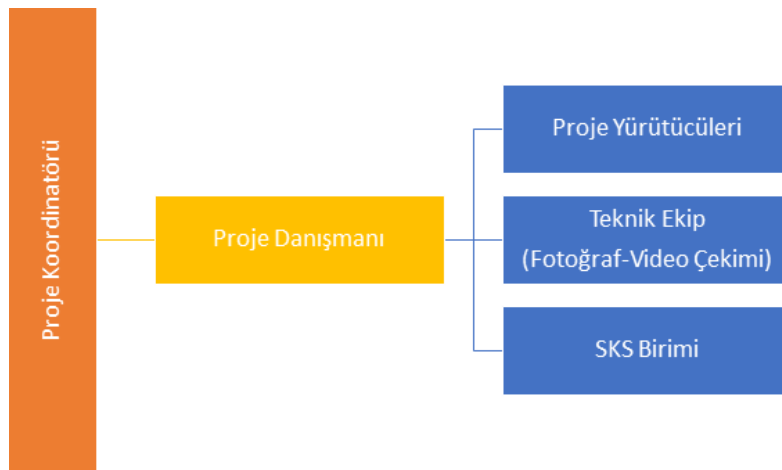 Proje Koordinatörü
Proje Danışmanı
Proje Yürütücüleri
Teknik Ekip
(Fotoğraf-Video Çekimi)
SKS Birimi